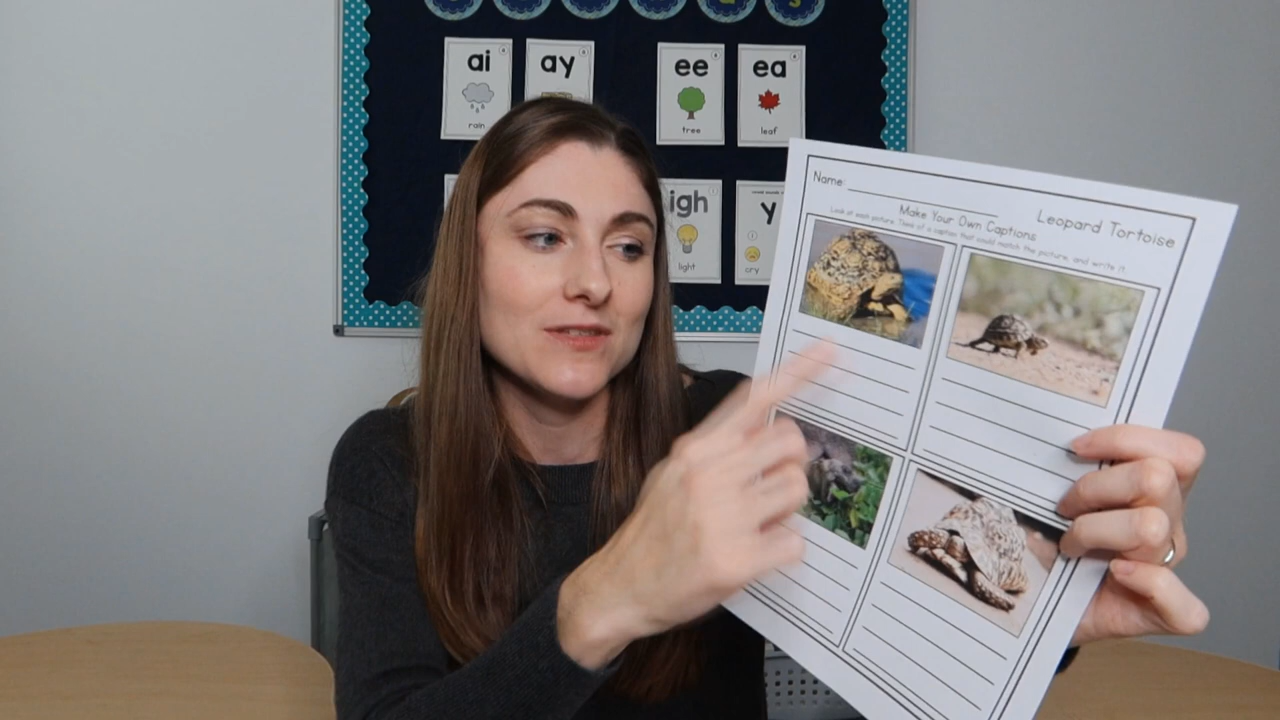 ai
ay
ee
ea
rain
tree
leaf
igh
y
light
cry
Name:
Leopard Tortoise
Make Your Own Captions
Look at each picture. Think of a caption that could match the picture, and write it.